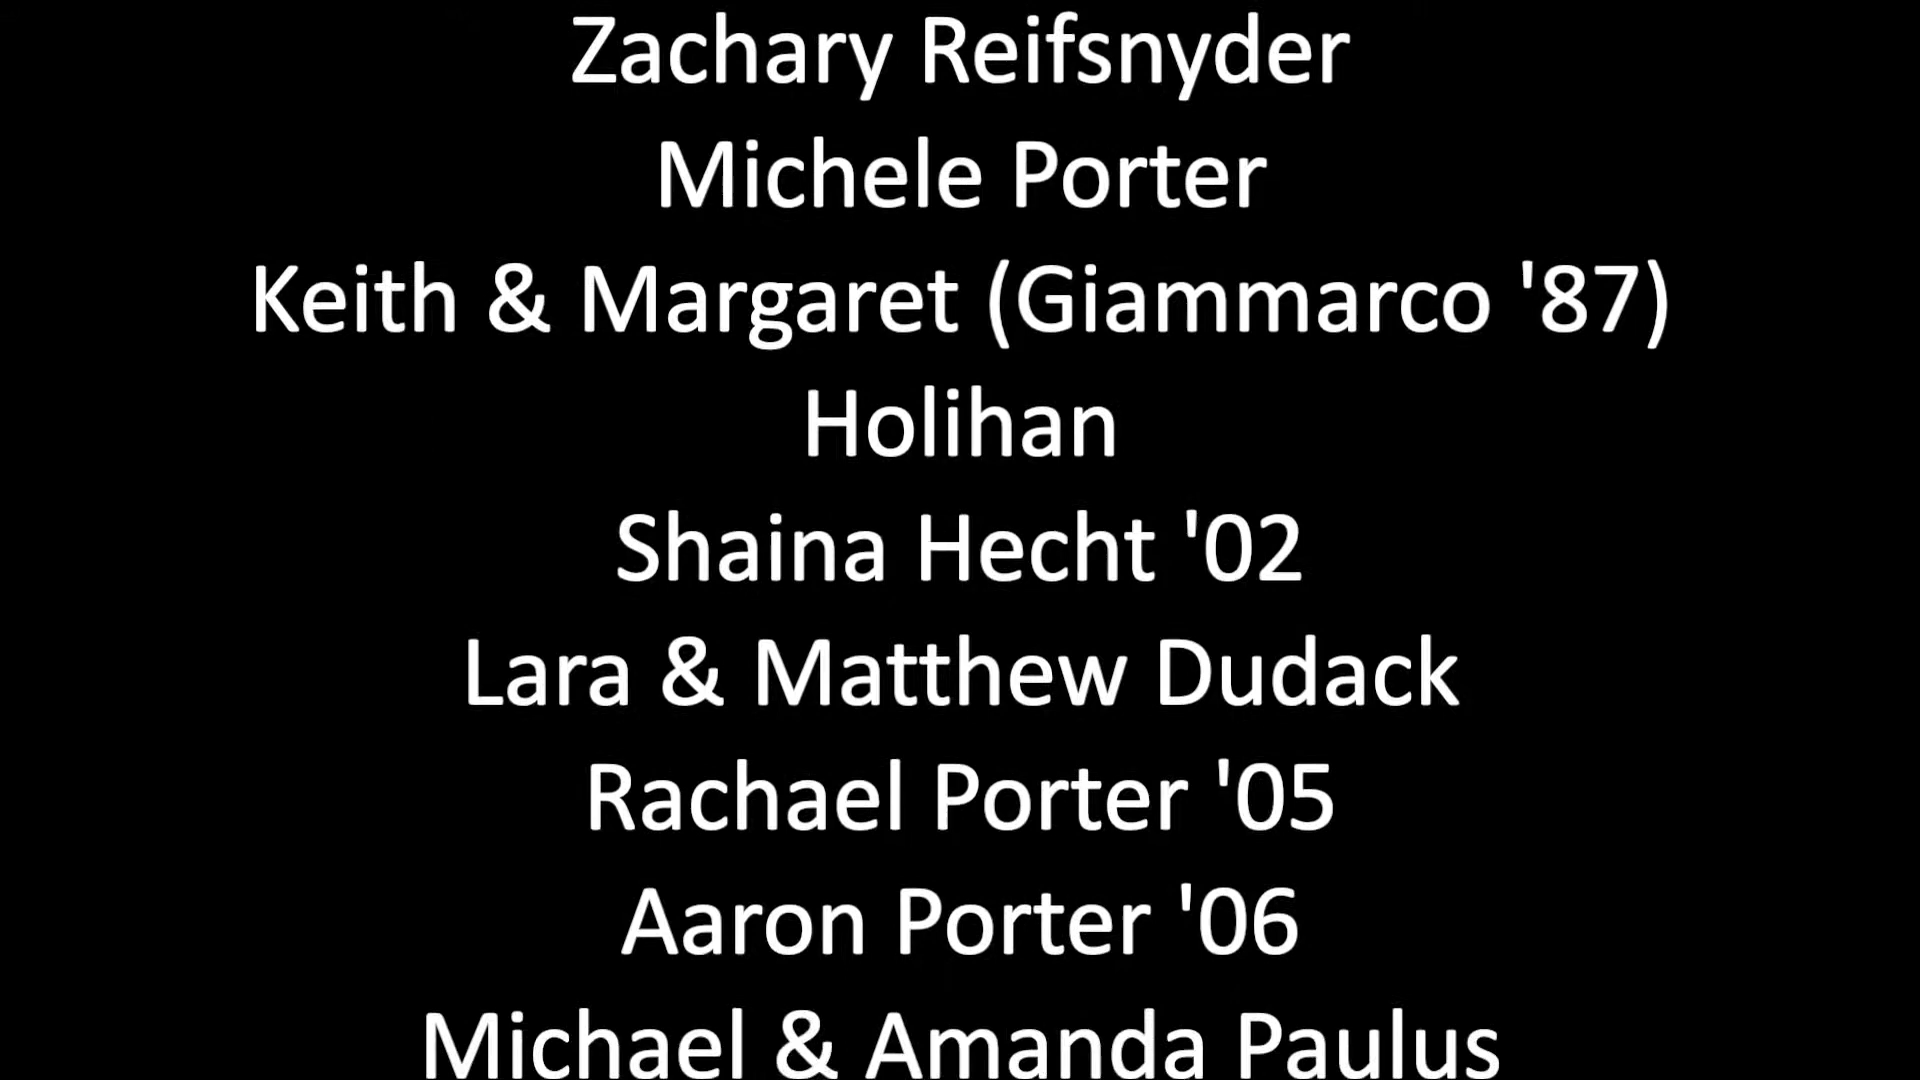 Zachary Reifsnyder
Michele Porter
Keith & Margaret (Giammarco '87)
Holihan
Shaina Hecht '02
Lara & Matthew Dudack
Rachael Porter '05
Aaron Porter '06
Michael & Amanda Paulus